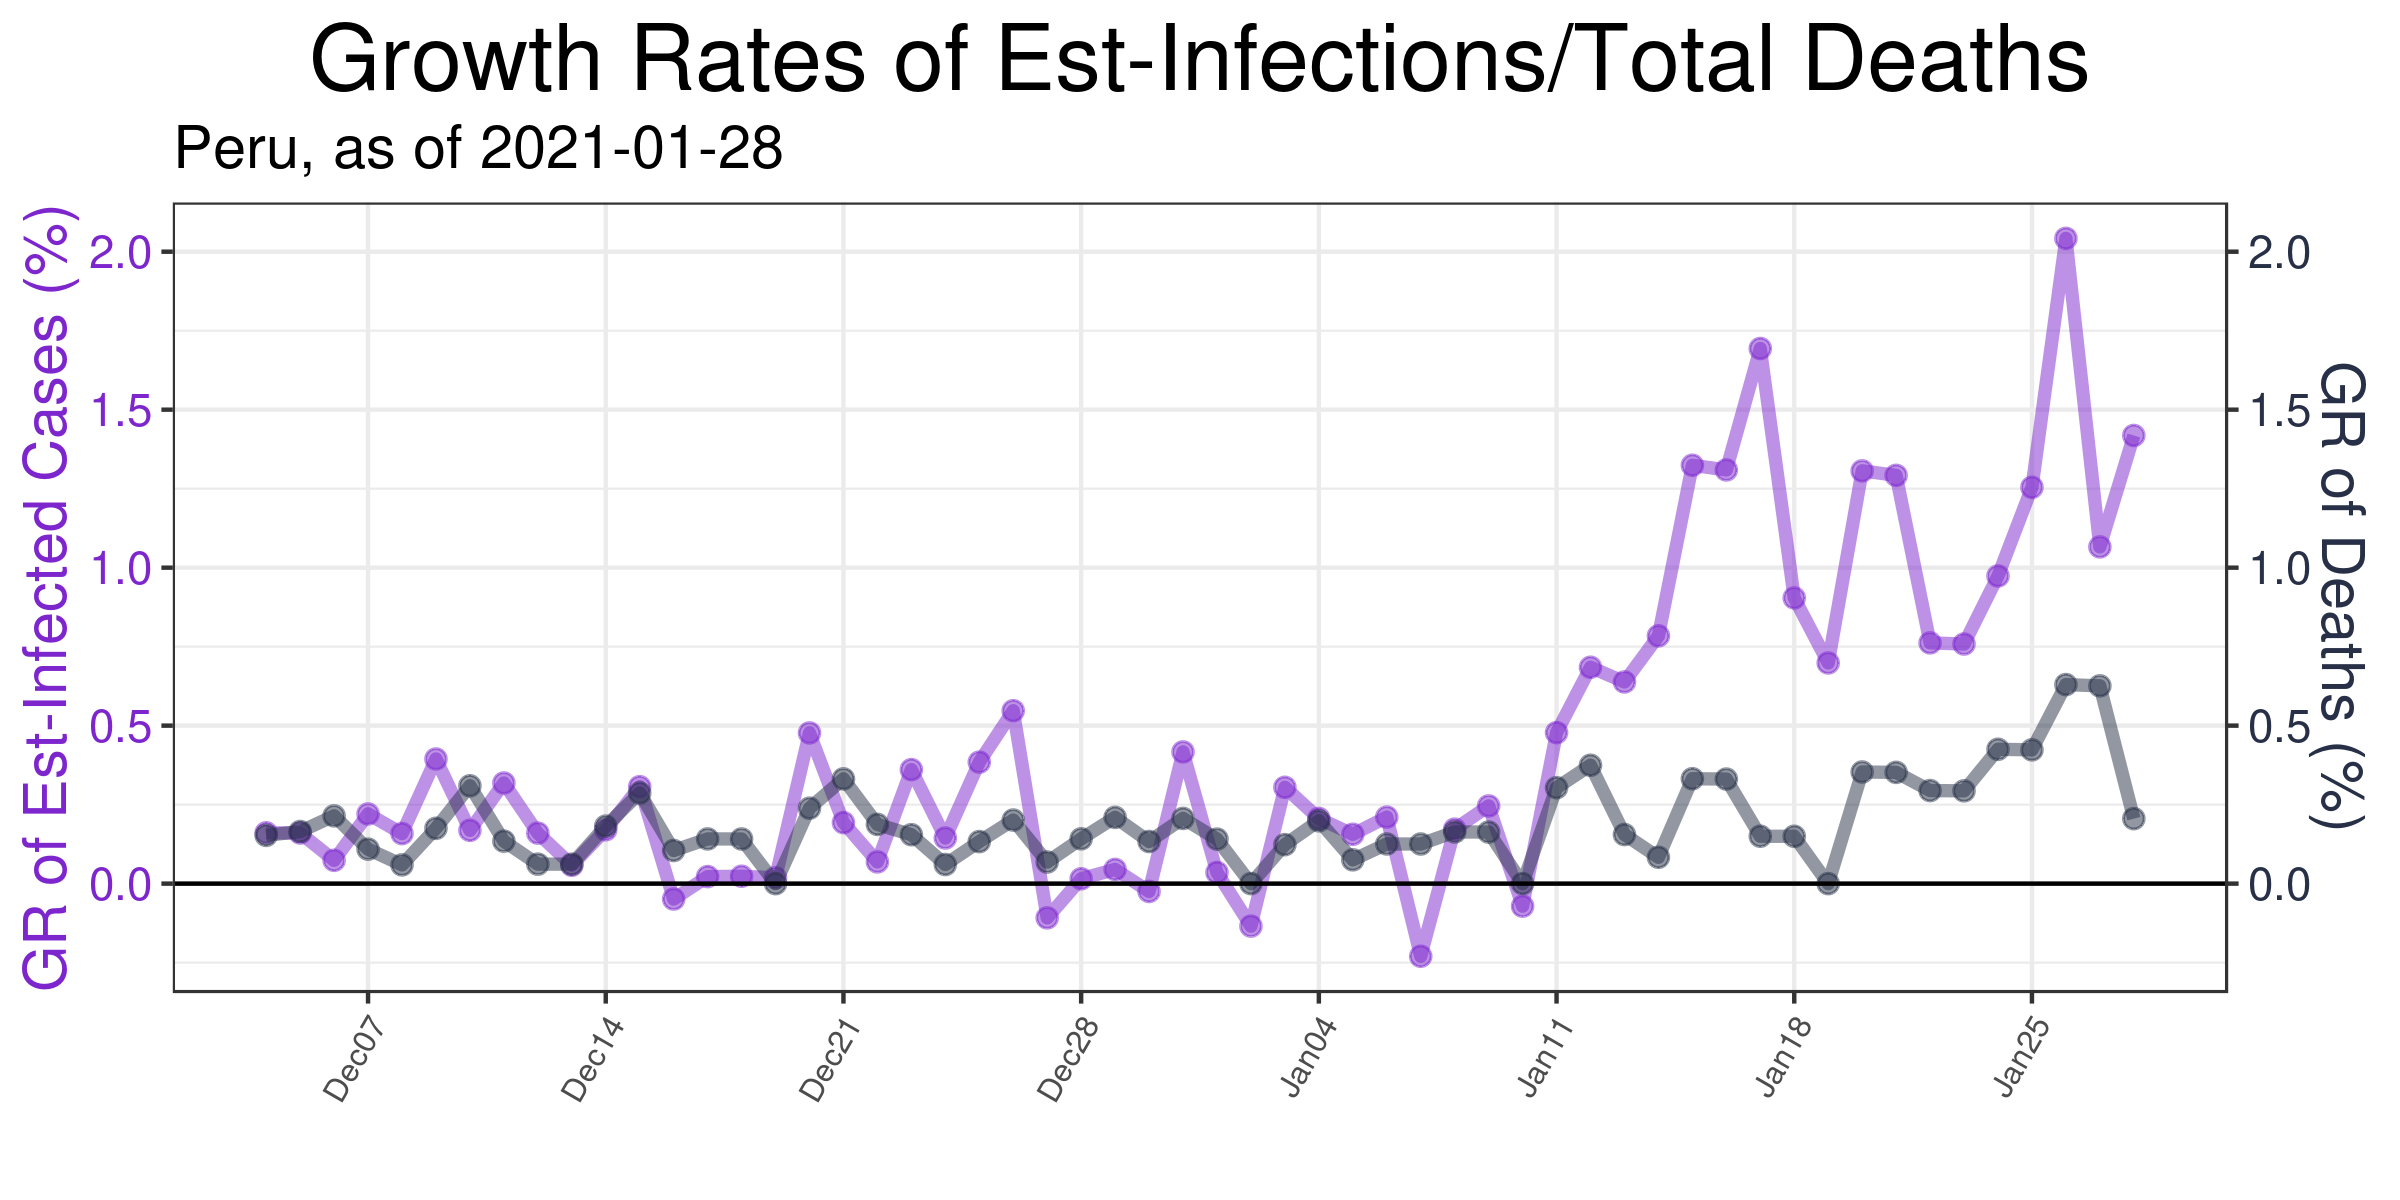 Growth Rates of Est-Infections/Total Deaths
Peru, as of 2021-01-28
GR of Est-Infected Cases (%)
2.0
1.5
1.0
0.5
0.0
2.0
1.5
1.0
0.5
0.0
GR of Deaths (%)
Dec07
Dec14
Dec21
Dec28
Jan04
Jan11
Jan18
Jan25